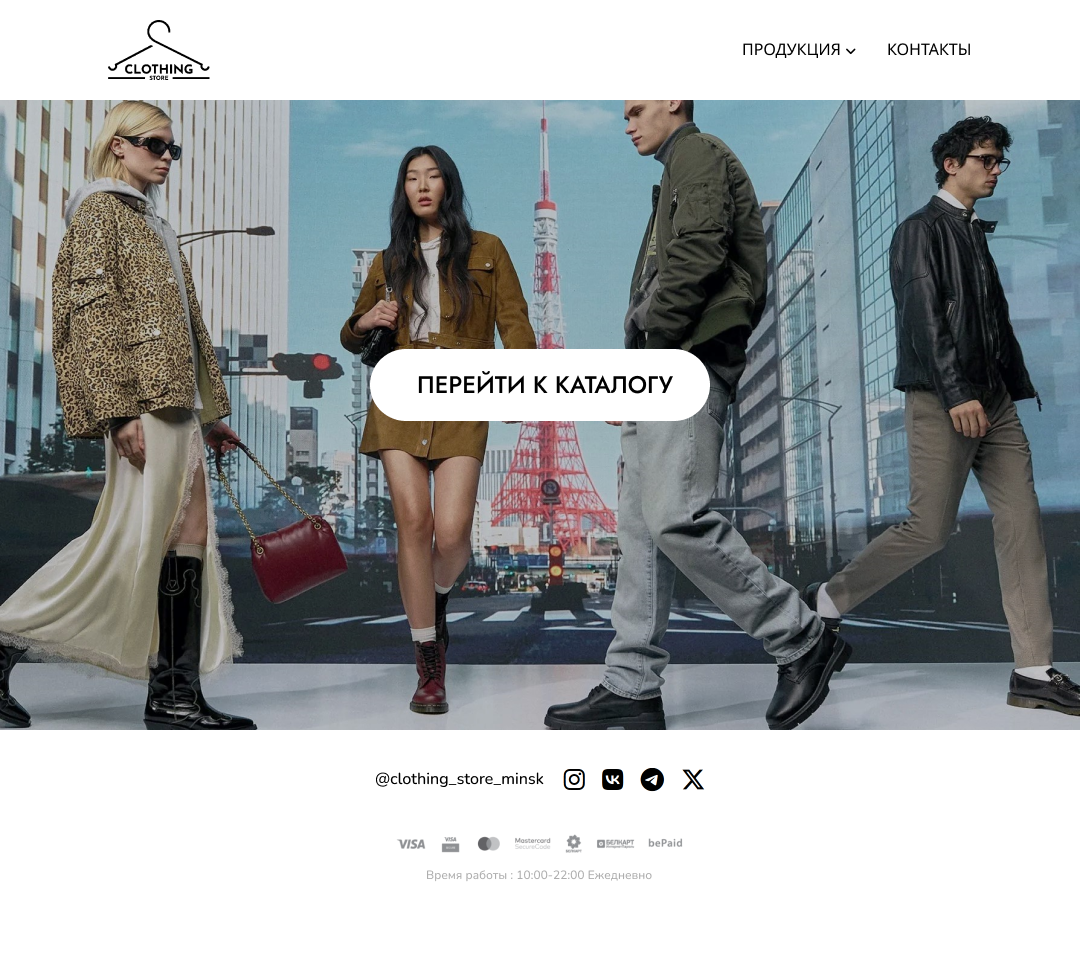 CLOTHING
STORE
ПРОДУКЦИЯ
КОНТАКТЫ
ПЕРЕЙТИ К КАТАЛОГУ
@clothing_store_minsk
VISA
VISA
Mastercard
SecureCode
БЕЛКАРТ
БЕЛКАРТ
bePaid
Время работы : 10:00-22:00 Ежедневно